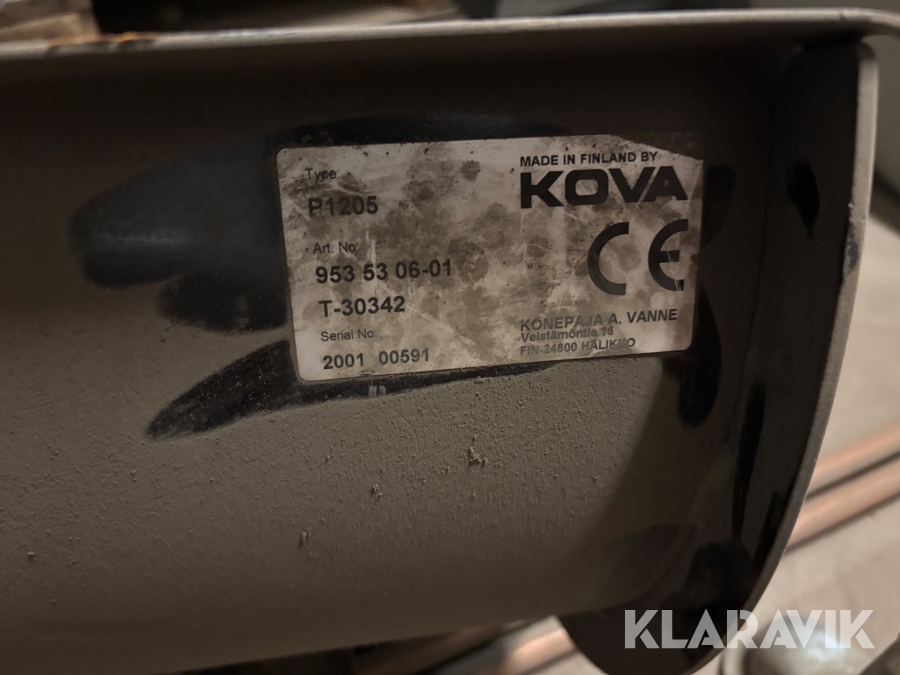 Type:
P1205
Art. No:
953 53 06-01
T-30342
Serial No:
2001 00591
MADE IN FINLAND BY
KOVA
CE
KONEPAJA A. VANNE
16
FIN-24800 HALIKKO
KLARAVIK